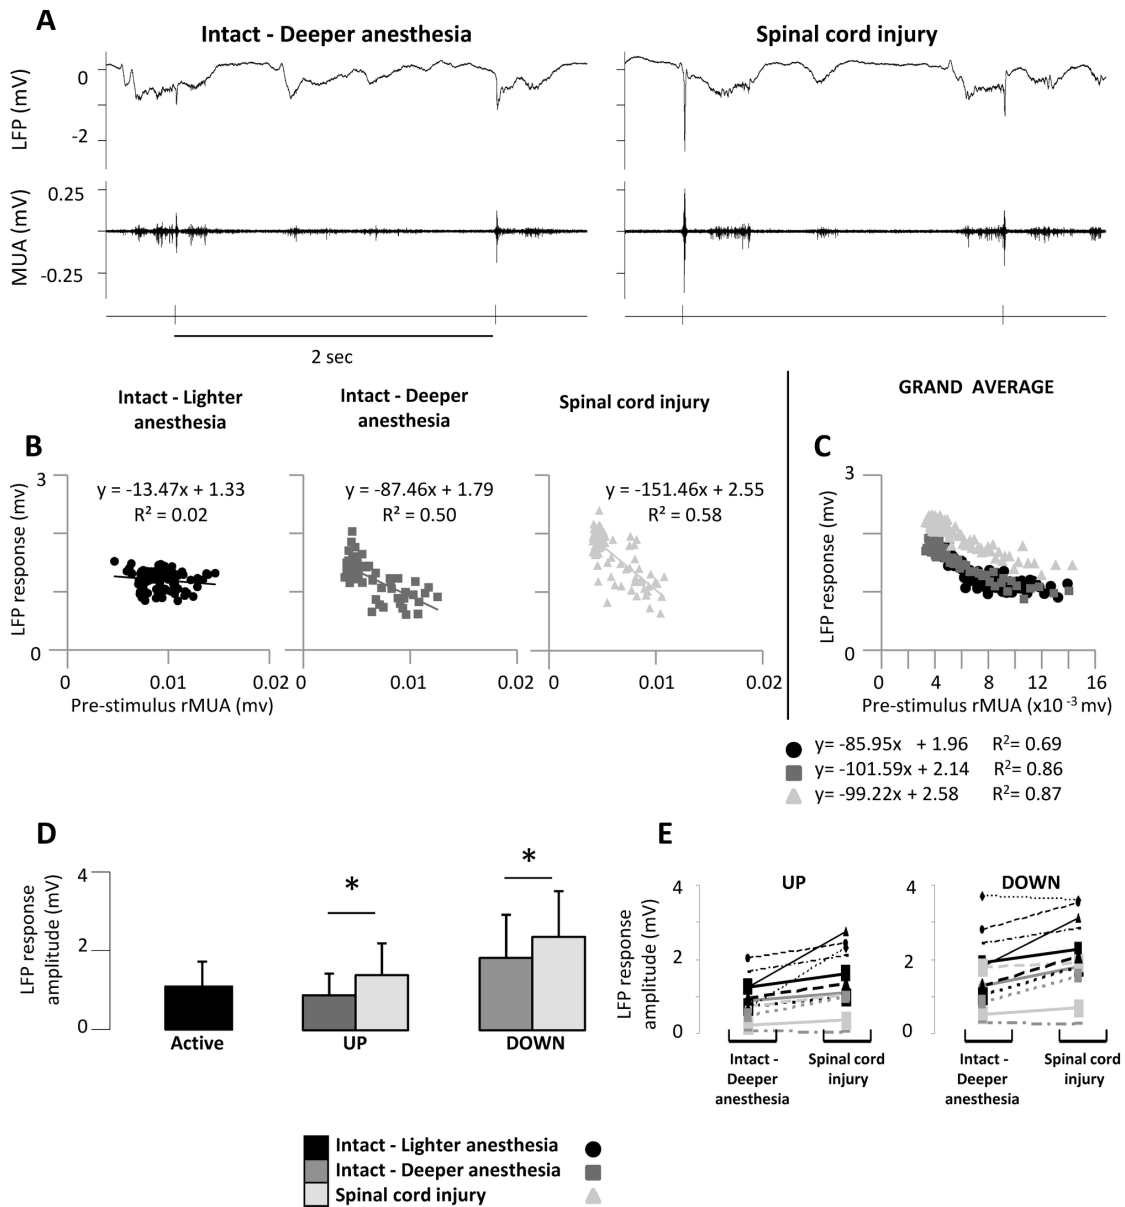 A
Intact - Deeper anesthesia
Spinal cord injury
LFP (mV)
0
-2
MUA (mV)
0.25
-0.25
2 sec
Intact - Lighter
anesthesia
Intact - Deeper
anesthesia
Spinal cord injury
GRAND AVERAGE
B
LFP response (mv)
3
0
y = -13.47x + 1.33
R² = 0.02
0
0.01
0.02
Pre-stimulus rMUA (mv)
y = -87.46x + 1.79
R² = 0.50
0
0.01
0.02
y = -151.46x + 2.55
R² = 0.58
0
0.01
0.02
C
LFP response (mv)
3
0
0
4
8
12
16
Pre-stimulus rMUA (x10 ⁻³ mv)
y= -85.95x + 1.96 R²= 0.69
y= -101.59x + 2.14 R²= 0.86
y= -99.22x + 2.58 R²= 0.87
D
LFP response
amplitude (mV)
4
2
0
*
*
Active
UP
DOWN
E
LFP response
amplitude (mV)
UP
4
2
0
Intact -
Deeper
anesthesia
Spinal cord
injury
DOWN
4
2
0
Intact -
Deeper
anesthesia
Spinal cord
injury
Intact - Lighter anesthesia
Intact - Deeper anesthesia
Spinal cord injury